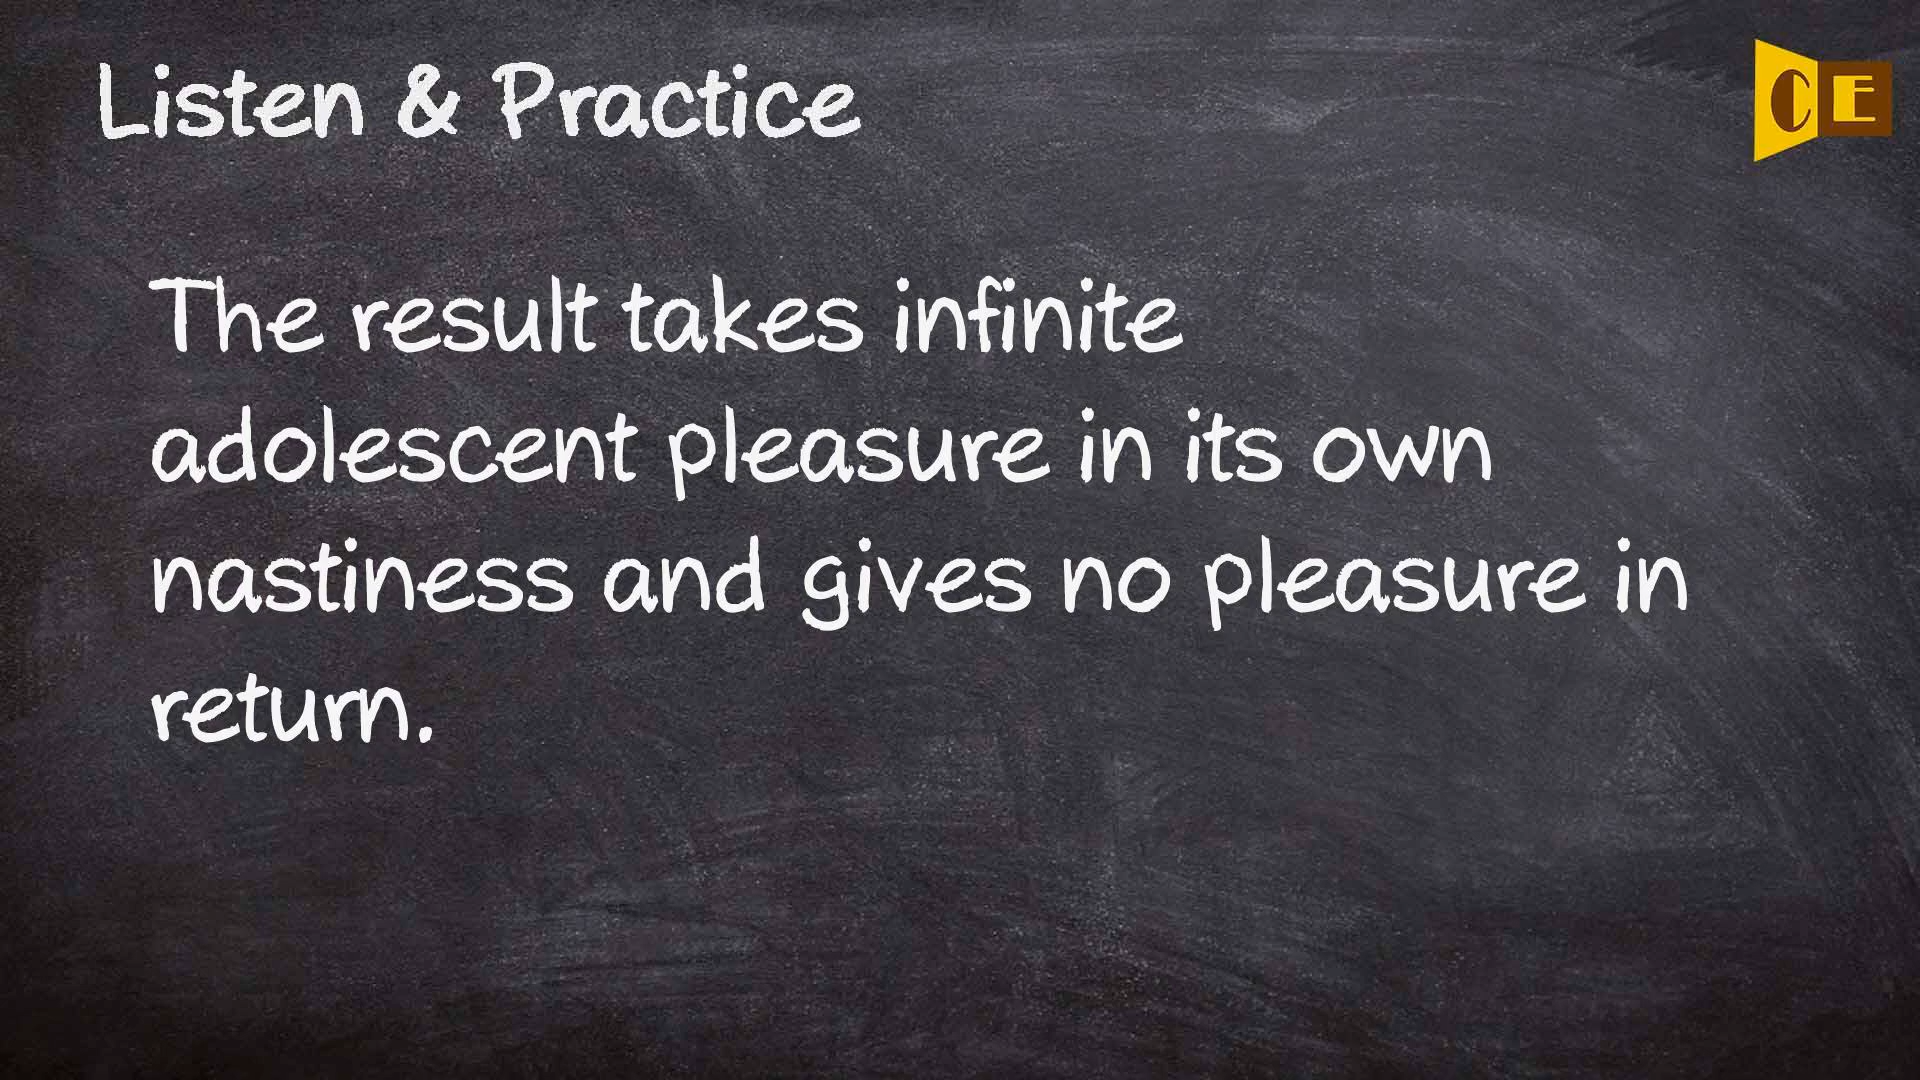 Listen & Practice
CE
The result takes infinite
adolescent pleasure in its own
nastiness and gives no pleasure in
return.